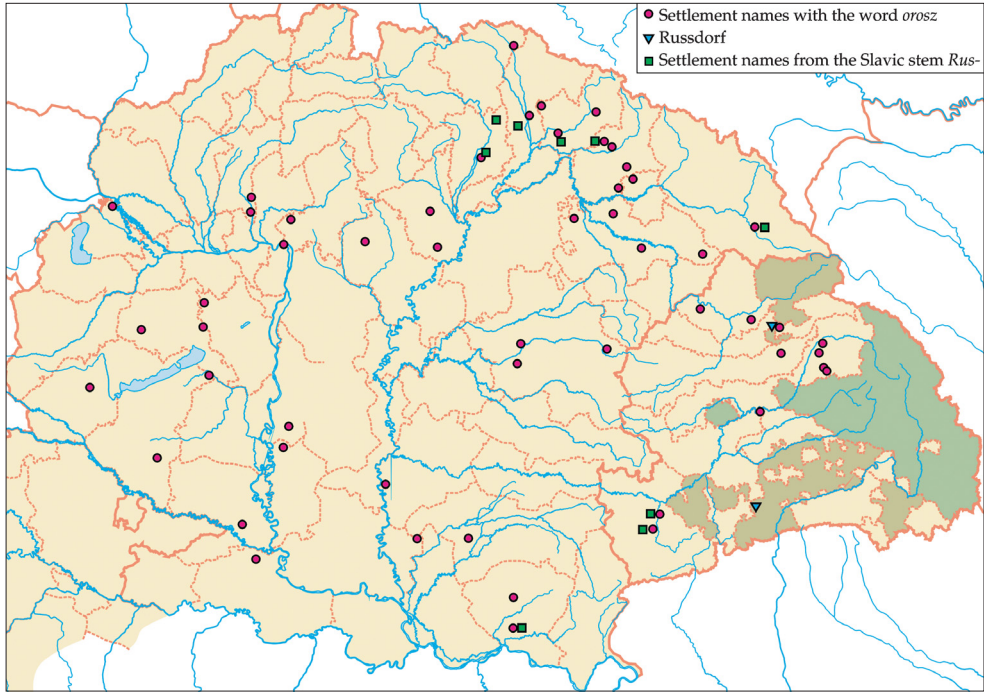 Settlement names with the word orosz
Russdorf
Settlement names from the Slavic stem Rus-